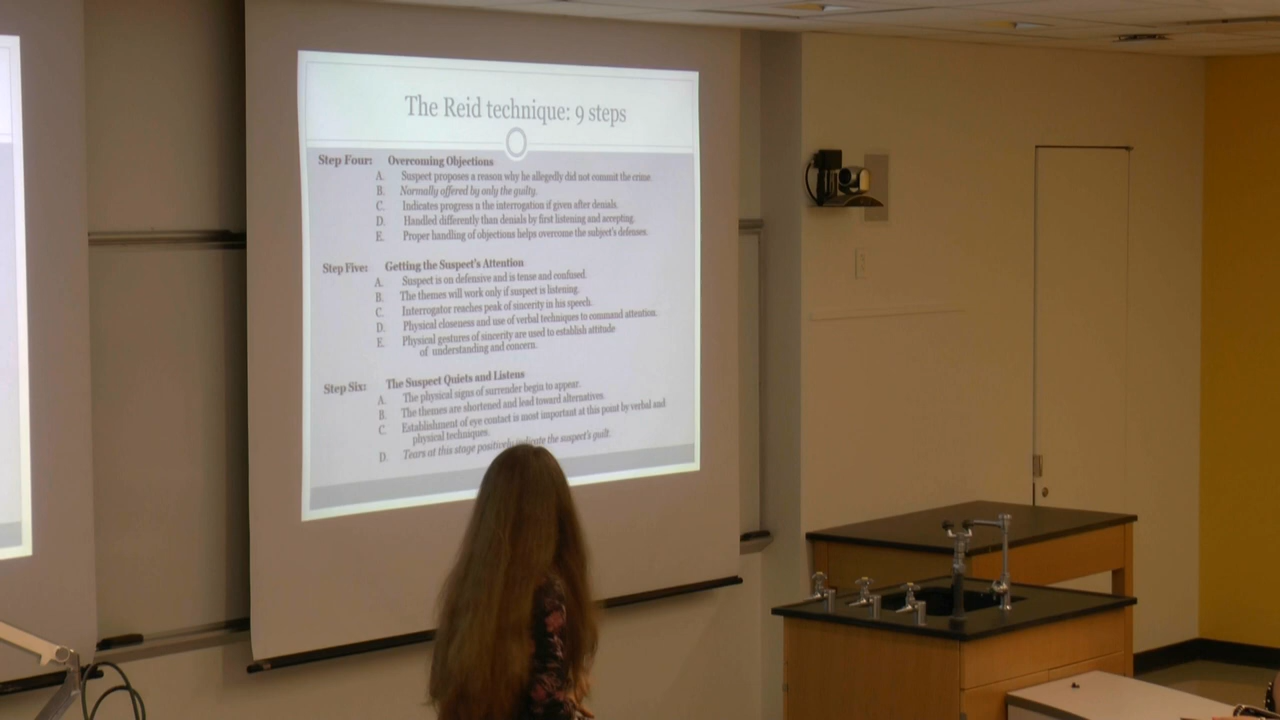 The Reid technique: 9 steps
Step Four: Overcoming Objections
A. Suspect proposes a reason why he allegedly did not commit the crime.
B. Normally offered by only the guilty.
C. Indicates progress n the interrogation if given after denials.
D. Handled differently than denials by first listening and accepting.
E. Proper handling of objections helps overcome the subject's defenses.
Step Five: Getting the Suspect's Attention
A. Suspect is on defensive and is tense and confused.
B. The themes will work only if suspect is listening.
C. Interrogator reaches peak of sincerity in his speech.
D. Physical closeness and use of verbal techniques to command attention.
E. Physical gestures of sincerity are used to establish attitude
of understanding and concern.
Step Six: The Suspect Quiets and Listens
A. The physical signs of surrender begin to appear.
B. The themes are shortened and lead toward alternatives.
C. Establishment of eye contact is most important at this point by verbal and
physical techniques.
D. Tears at this stage positively indicate the suspect's guilt.